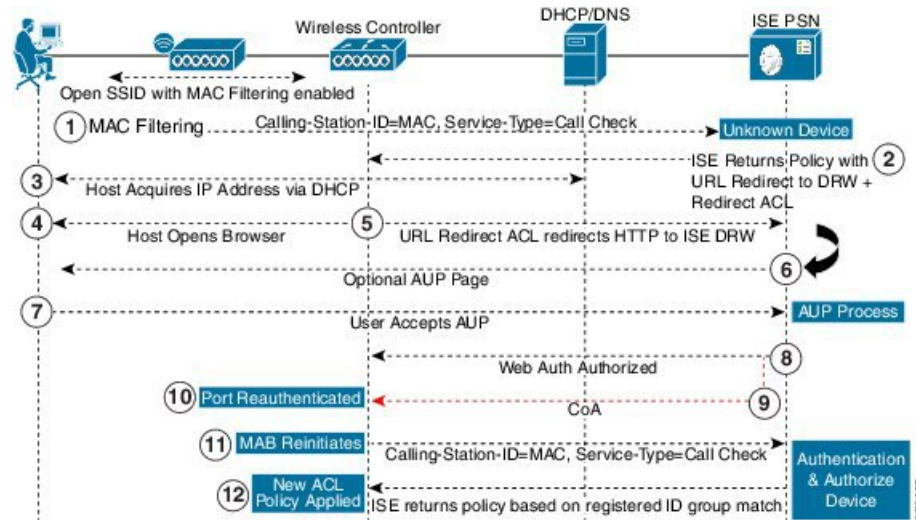 DHCP/DNS
ISE PSN
Wireless Controller
Open SSID with MAC Filtering enabled
1 MAC Filtering
Calling-Station-ID=MAC, Service-Type=Call Check
Unknown Device
ISE Returns Policy with
URL Redirect to DRW +
Redirect ACL
2
3
Host Acquires IP Address via DHCP
4
Host Opens Browser
5
URL Redirect ACL redirects HTTP to ISE DRW
6
Optional AUP Page
7
User Accepts AUP
AUP Process
8
Web Auth Authorized
9
10 Port Reauthenticated
CoA
11 MAB Reinitiates
Calling-Station-ID=MAC, Service-Type=Call Check
Authentication
& Authorize
Device
12 New ACL
Policy Applied
ISE returns policy based on registered ID group match